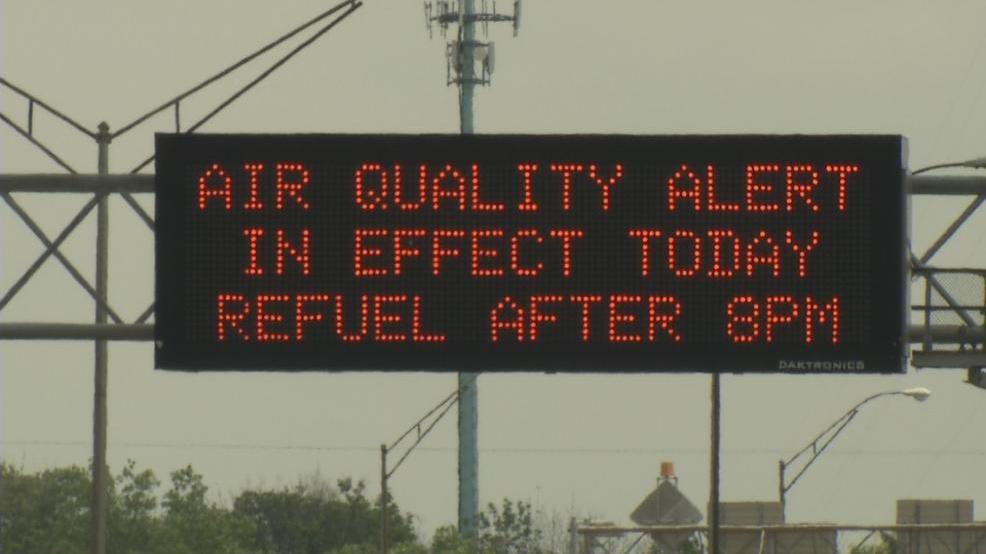 AIR QUALITY ALERT
IN EFFECT TODAY
REFUEL AFTER 8PM
DAKTRONICS